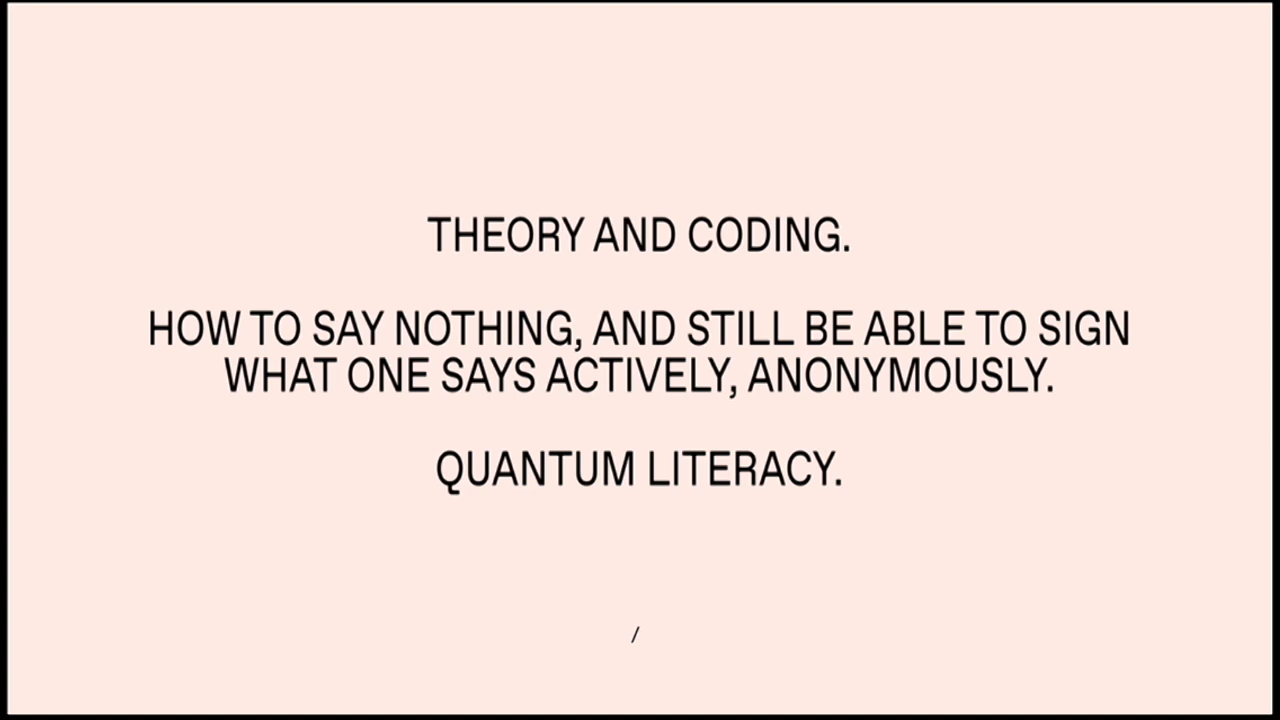 THEORY AND CODING.
HOW TO SAY NOTHING, AND STILL BE ABLE TO SIGN
WHAT ONE SAYS ACTIVELY, ANONYMOUSLY.
QUANTUM LITERACY.
/